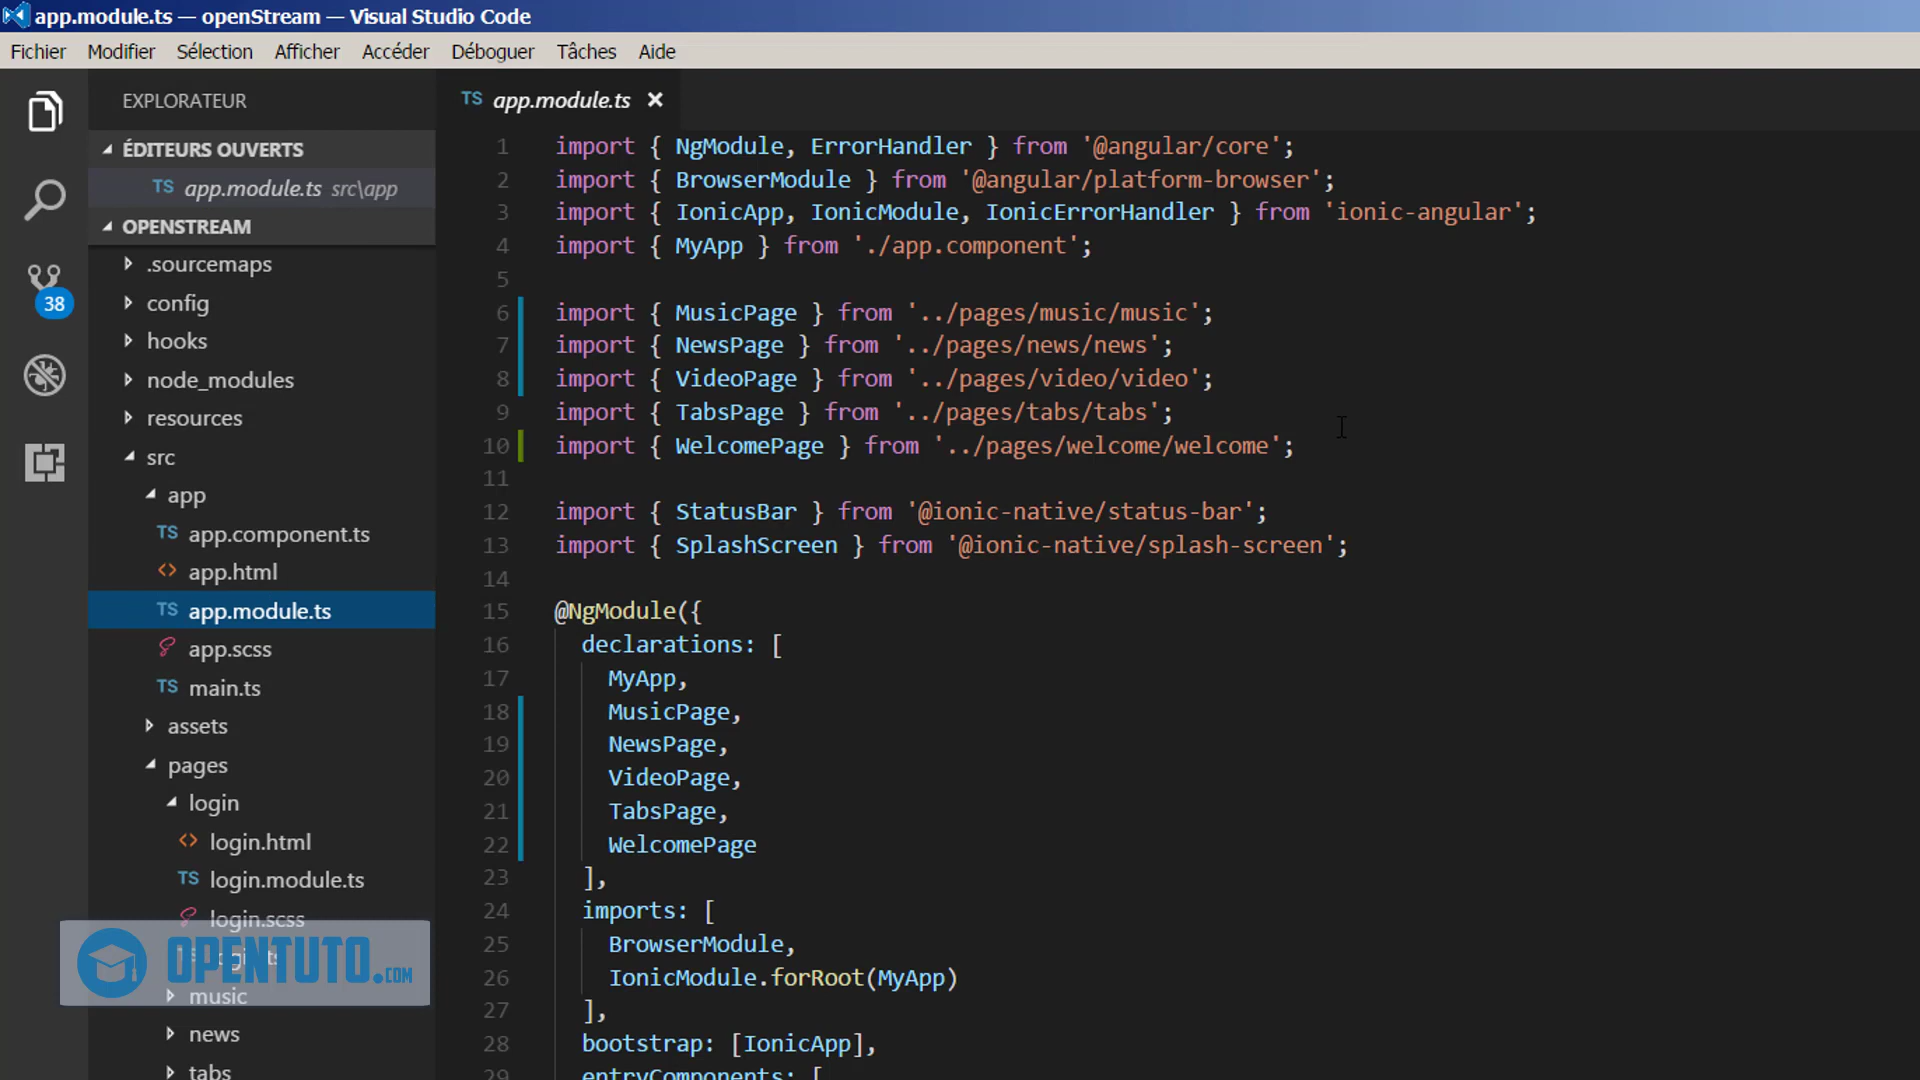 app.module.ts — openStream — Visual Studio Code
Fichier Modifier Sélection Afficher Accéder Déboguer Tâches Aide
EXPLORATEUR
ÉDITEURS OUVERTS
TS app.module.ts src\app
OPENSTREAM
.sourcemaps
config
hooks
node_modules
resources
src
app
TS app.component.ts
<> app.html
TS app.module.ts
app.scss
TS main.ts
assets
pages
login
<> login.html
TS login.module.ts
login.scss
music
news
tabs
38
OPENTUTO.COM
TS app.module.ts
1 import { NgModule, ErrorHandler } from '@angular/core';
2 import { BrowserModule } from '@angular/platform-browser';
3 import { IonicApp, IonicModule, IonicErrorHandler } from 'ionic-angular';
4 import { MyApp } from './app.component';
5
6 import { MusicPage } from '../pages/music/music';
7 import { NewsPage } from '../pages/news/news';
8 import { VideoPage } from '../pages/video/video';
9 import { TabsPage } from '../pages/tabs/tabs';
10 import { WelcomePage } from '../pages/welcome/welcome';
11
12 import { StatusBar } from '@ionic-native/status-bar';
13 import { SplashScreen } from '@ionic-native/splash-screen';
14
15 @NgModule({
16 declarations: [
17 MyApp,
18 MusicPage,
19 NewsPage,
20 VideoPage,
21 TabsPage,
22 WelcomePage
23 ],
24 imports: [
25 BrowserModule,
26 IonicModule.forRoot(MyApp)
27 ],
28 bootstrap: [IonicApp],
29 entryComponents: [